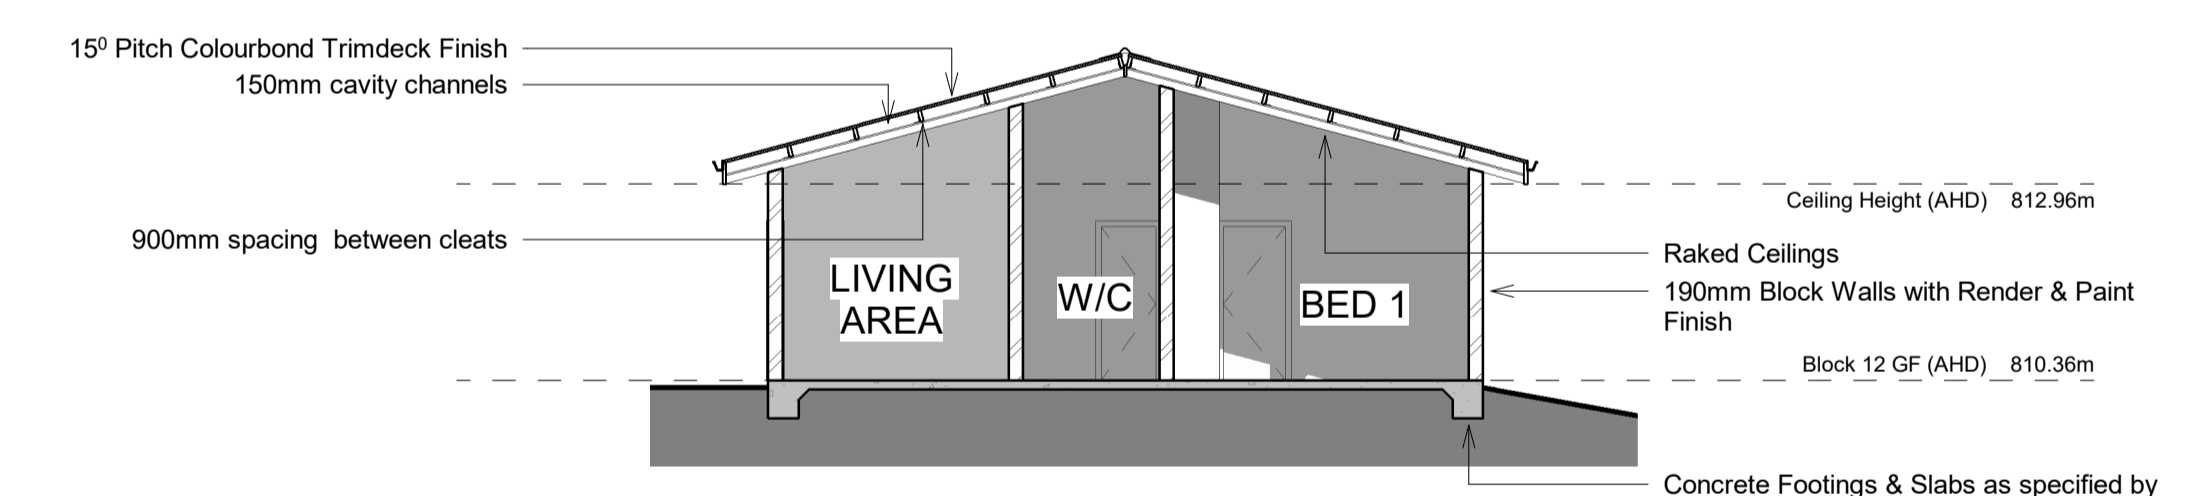 15⁰ Pitch Colourbond Trimdeck Finish
150mm cavity channels
900mm spacing between cleats
LIVING
AREA
W/C
BED 1
Ceiling Height (AHD) 812.96m
Raked Ceilings
190mm Block Walls with Render & Paint
Finish
Block 12 GF (AHD) 810.36m
Concrete Footings & Slabs as specified by